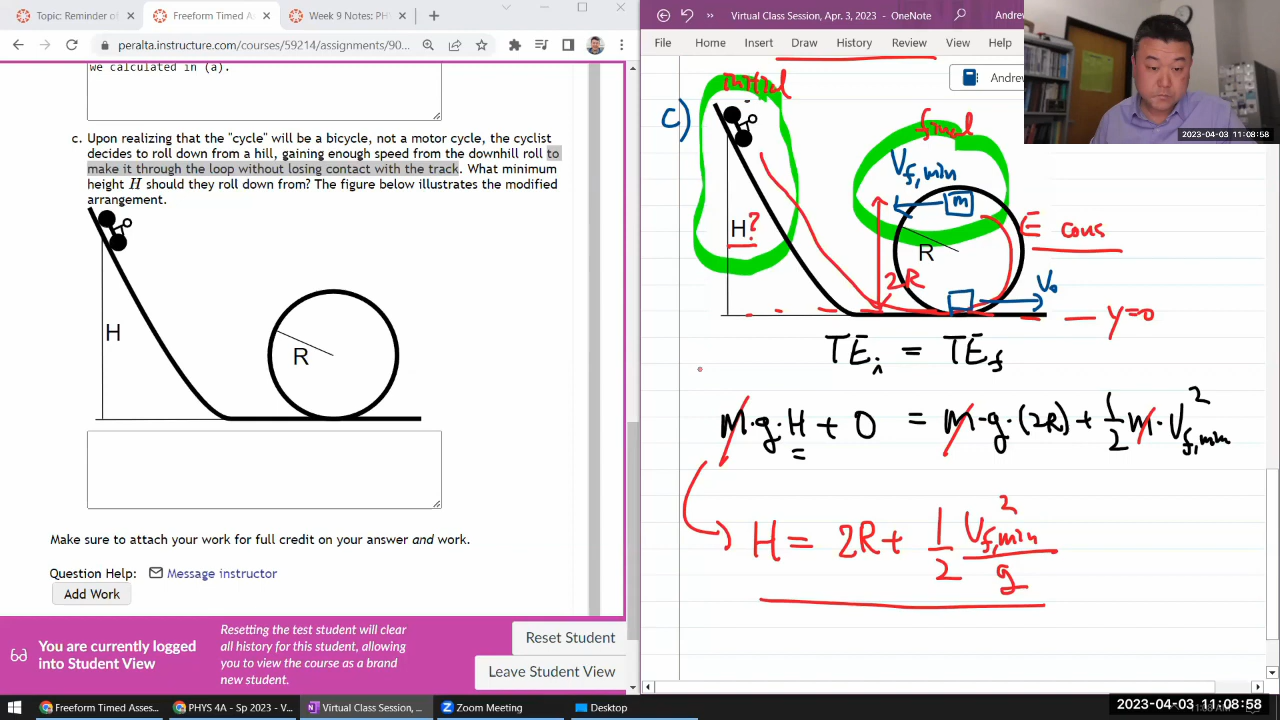 Topic: Reminder o
Freeform Timed A
Week 9 Notes: PH
peralta.instructure.com/courses/59214/assignments/90...
we calculated in (a).
c. Upon realizing that the "cycle" will be a bicycle, not a motor cycle, the cyclist
decides to roll down from a hill, gaining enough speed from the downhill roll to
make it through the loop without losing contact with the track. What minimum
height H should they roll down from? The figure below illustrates the modified
arrangement.
H
R
Make sure to attach your work for full credit on your answer and work.
Question Help: Message instructor
Add Work
You are currently logged
into Student View
Resetting the test student will clear
all history for this student, allowing
you to view the course as a brand
new student.
Reset Student
Leave Student View
Virtual Class Session, Apr. 3, 2023 - OneNote
Andrew
File Home Insert Draw History Review View Help
Andrew
c)
initial
final
V f,min
m
H?
R
2R
E cons
V₀
y=0
TE i = TE f
m·g·H + 0 = m·g·(2R) + 1/2 m·V f,min ²
H = 2R + 1/2 V f,min ² / g
2023-04-03 11:08:58
Freeform Timed Asses...
PHYS 4A - Sp 2023 - V...
Virtual Class Session, ...
Zoom Meeting
Desktop
2023-04-03 11:08:58